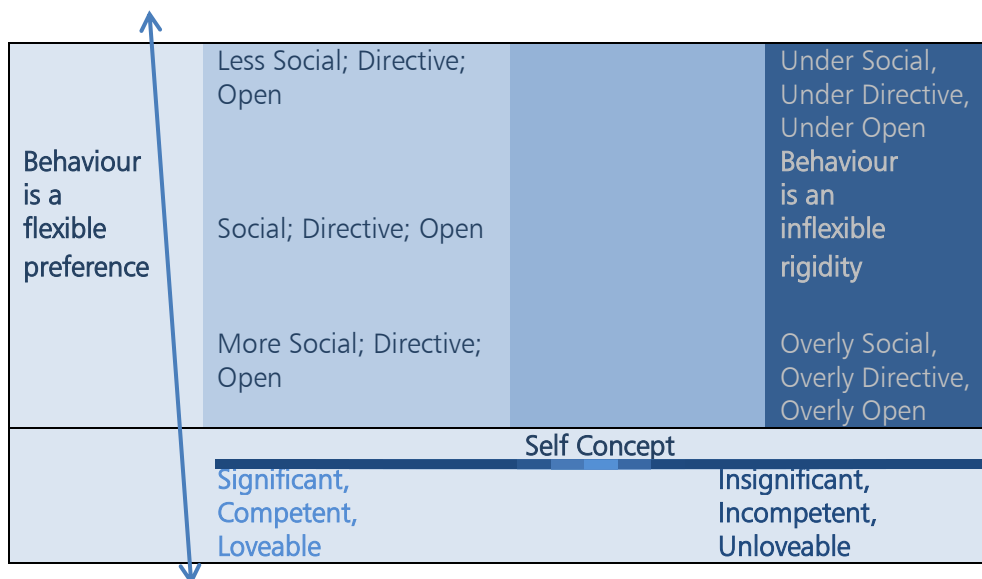 Less Social; Directive;
Open
Under Social,
Under Directive,
Under Open
Behaviour
is a
flexible
preference
Social; Directive; Open
Behaviour
is an
inflexible
rigidity
More Social; Directive;
Open
Overly Social,
Overly Directive,
Overly Open
Self Concept
Significant,
Competent,
Loveable
Insignificant,
Incompetent,
Unloveable